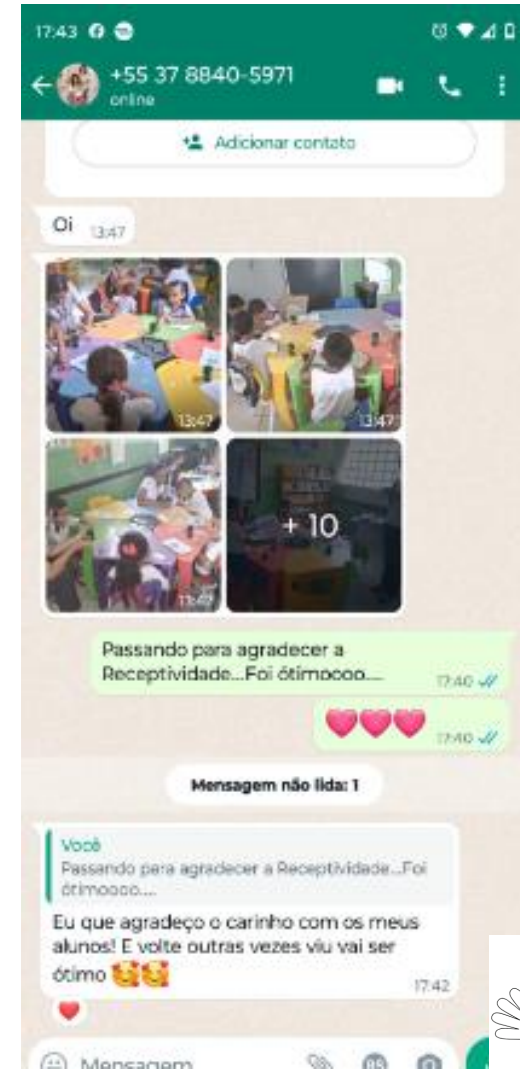 17:43
+55 37 8840-5971
online
Adicionar contato
Oi 13:47
13:47
13:47
13:47
+ 10
Passando para agradecer a
Receptividade...Foi ótimoooo....
17:40
17:40
Mensagem não lida: 1
Você
Passando para agradecer a Receptividade...Foi
ótimoooo....
Eu que agradeço o carinho com os meus
alunos! E volte outras vezes viu vai ser
ótimo
17:42
Mensagem